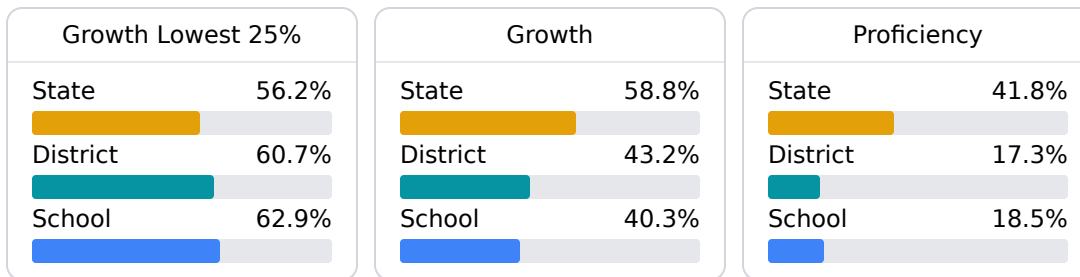 Growth Lowest 25%
State 56.2%
District 60.7%
School 62.9%
Growth
State 58.8%
District 43.2%
School 40.3%
Proficiency
State 41.8%
District 17.3%
School 18.5%